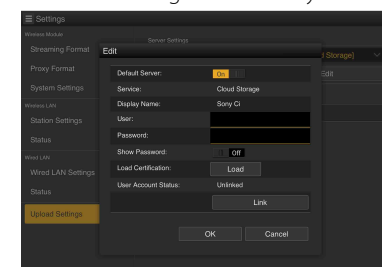 Settings
Wireless Module
Server Settings
Streaming Format
Storage]
Proxy Format
Edit
System Settings
Wireless LAN
Station Settings
Status
Wired LAN
Wired LAN Settings
Status
Upload Settings
Edit
Default Server: On
Service: Cloud Storage
Display Name: Sony Ci
User:
Password:
Show Password: Off
Load Certification: Load
User Account Status: Unlinked
Link
OK Cancel